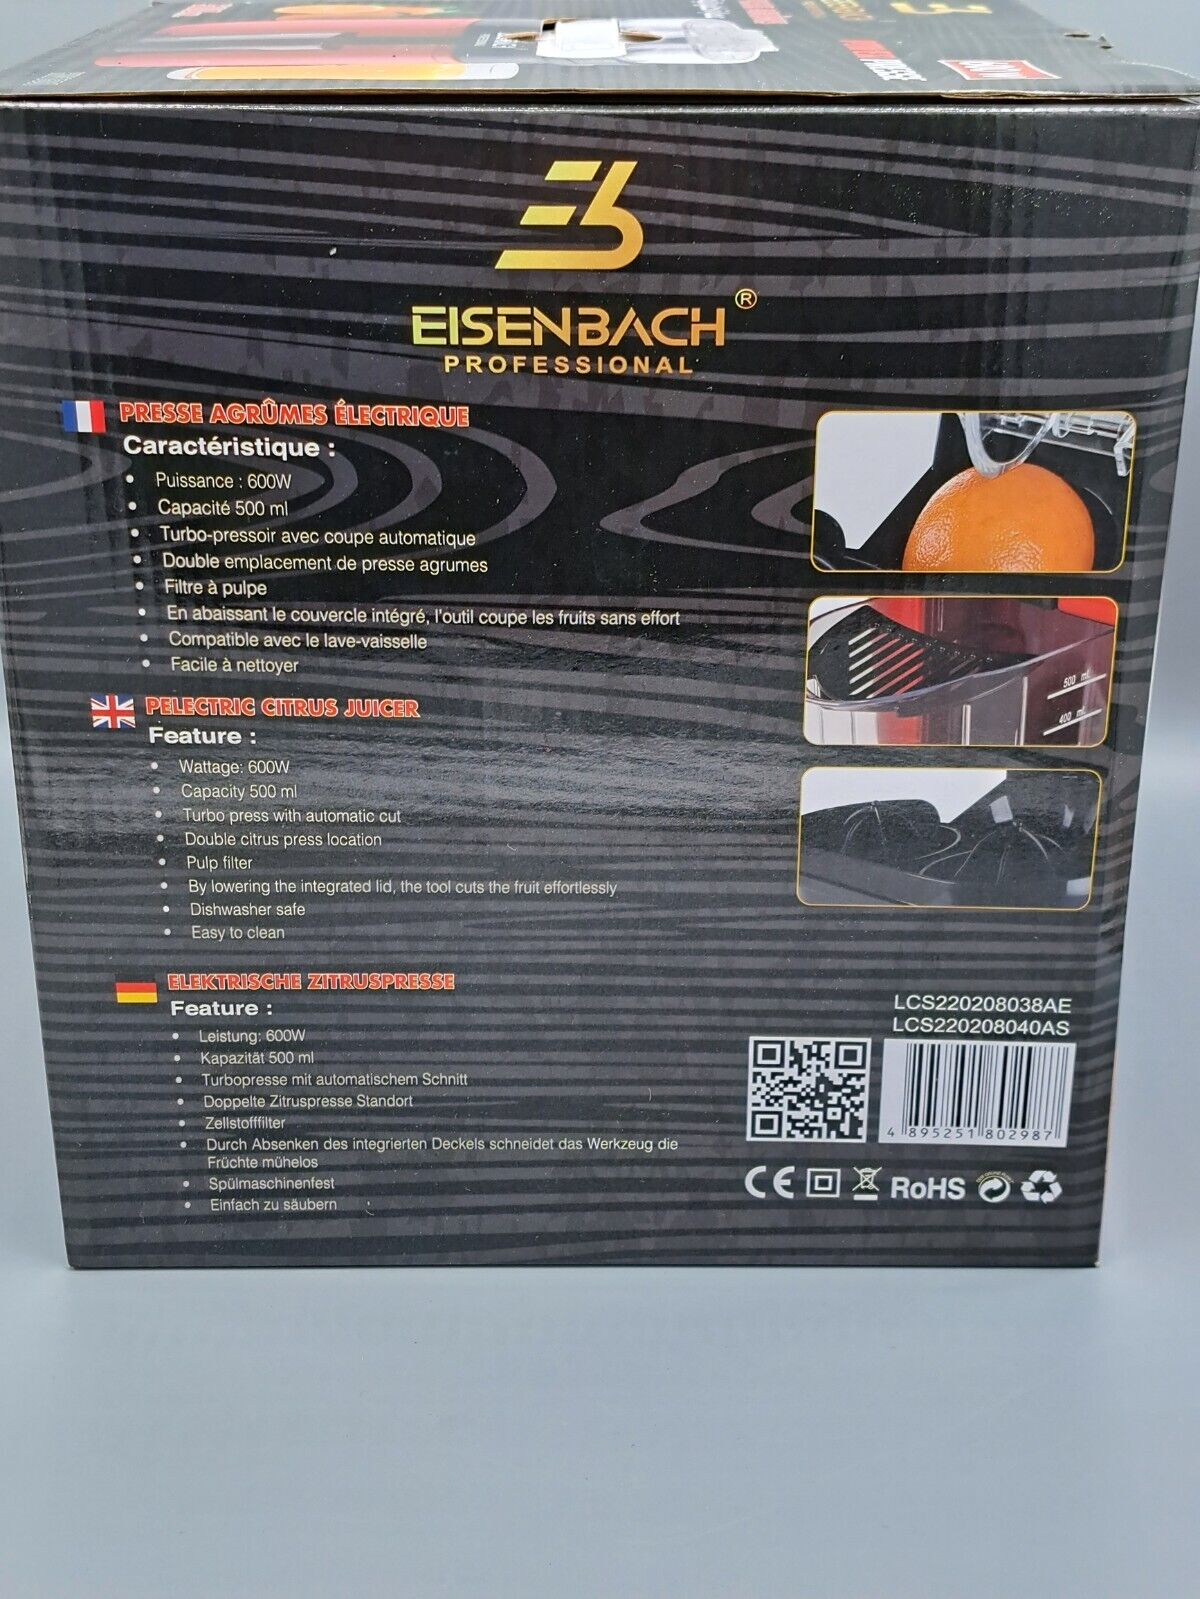 600W
EISENBACH®
PROFESSIONAL
PRESSE AGRÛMES ÉLECTRIQUE
Caractéristique :
• Puissance : 600W
• Capacité 500 ml
• Turbo-pressoir avec coupe automatique
• Double emplacement de presse agrumes
• Filtre à pulpe
• En abaissant le couvercle intégré, l'outil coupe les fruits sans effort
• Compatible avec le lave-vaisselle
• Facile à nettoyer
500 ml
400 ml
PELECTRIC CITRUS JUICER
Feature :
• Wattage: 600W
• Capacity 500 ml
• Turbo press with automatic cut
• Double citrus press location
• Pulp filter
• By lowering the integrated lid, the tool cuts the fruit effortlessly
• Dishwasher safe
• Easy to clean
ELEKTRISCHE ZITRUSPRESSE
Feature :
• Leistung: 600W
• Kapazität 500 ml
• Turbopresse mit automatischem Schnitt
• Doppelte Zitruspresse Standort
• Zellstofffilter
• Durch Absenken des integrierten Deckels schneidet das Werkzeug die
Früchte mühelos
• Spülmaschinenfest
• Einfach zu säubern
LCS220208038AE
LCS220208040AS
4 895251 802987
CE RoHS